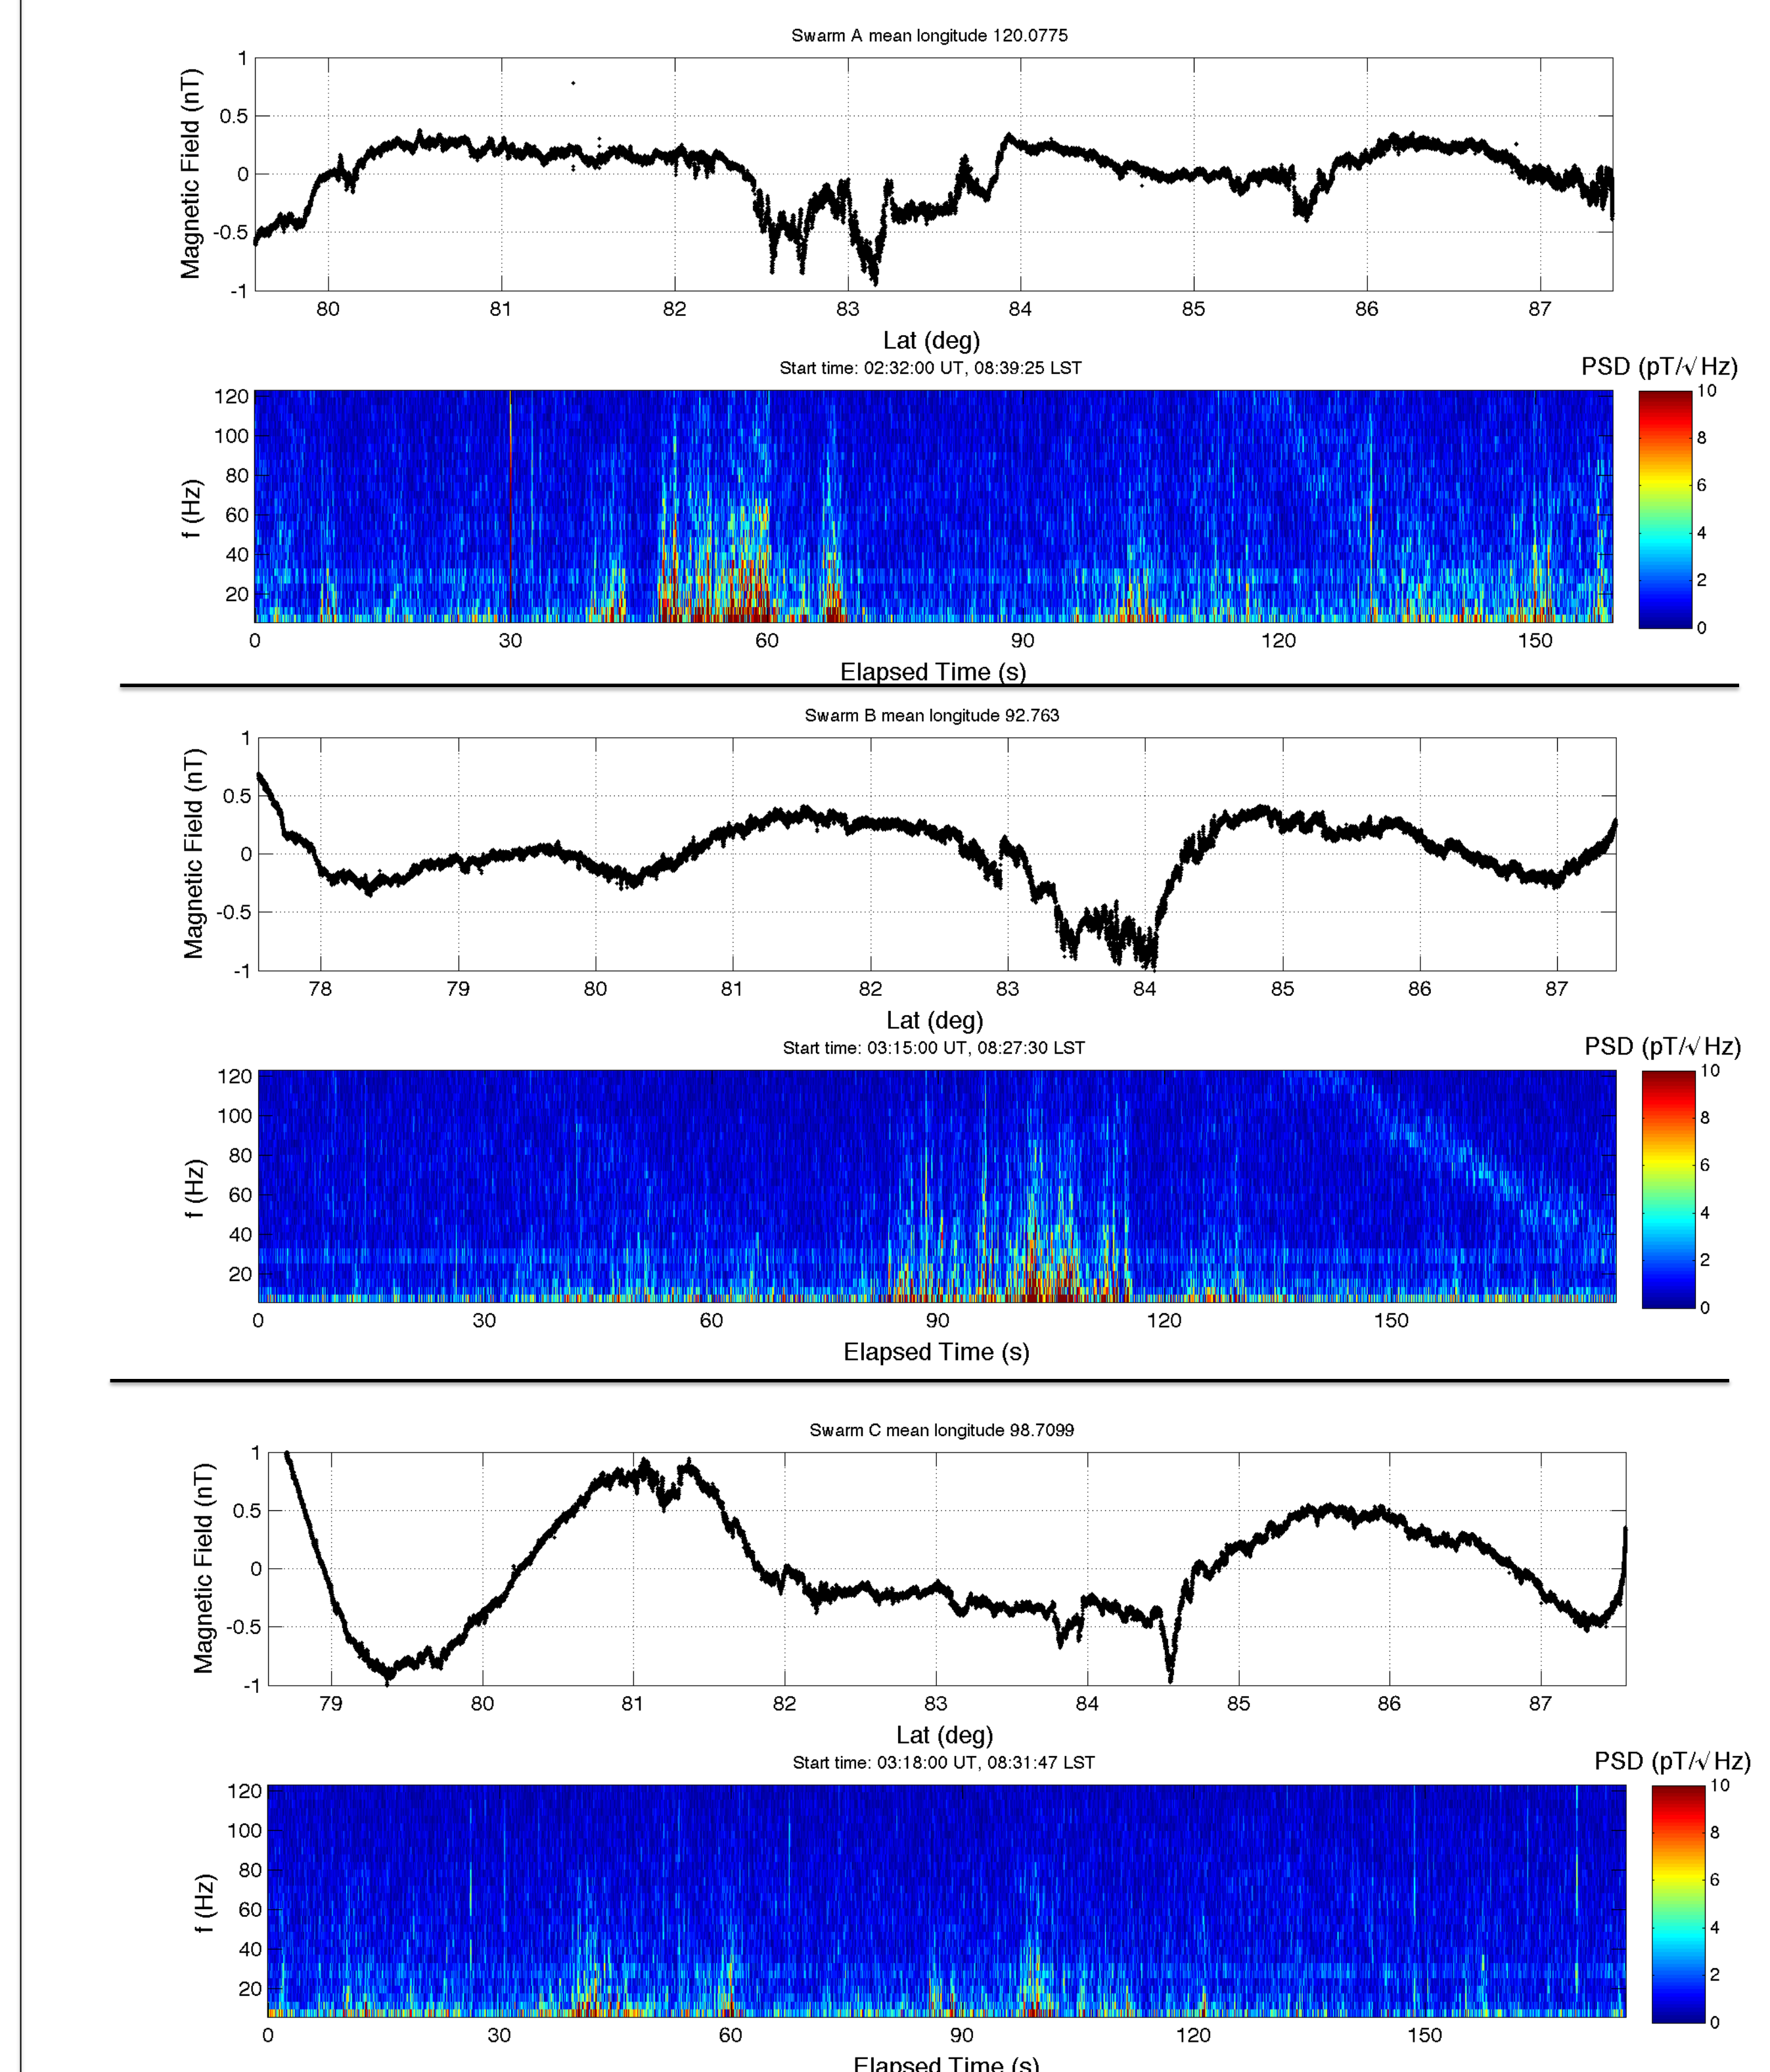 Swarm A mean longitude 120.0775
Magnetic Field (nT)
1
0.5
0
-0.5
-1
80 81 82 83 84 85 86 87
Lat (deg)
Start time: 02:32:00 UT, 08:39:25 LST
PSD (pT/√Hz)
f (Hz)
120
100
80
60
40
20
10
8
6
4
2
0
0 30 60 90 120 150
Elapsed Time (s)
Swarm B mean longitude 92.763
Magnetic Field (nT)
1
0.5
0
-0.5
-1
78 79 80 81 82 83 84 85 86 87
Lat (deg)
Start time: 03:15:00 UT, 08:27:30 LST
PSD (pT/√Hz)
f (Hz)
120
100
80
60
40
20
10
8
6
4
2
0
0 30 60 90 120 150
Elapsed Time (s)
Swarm C mean longitude 98.7099
Magnetic Field (nT)
1
0.5
0
-0.5
-1
79 80 81 82 83 84 85 86 87
Lat (deg)
Start time: 03:18:00 UT, 08:31:47 LST
PSD (pT/√Hz)
f (Hz)
120
100
80
60
40
20
10
8
6
4
2
0
0 30 60 90 120 150
Elapsed Time (s)